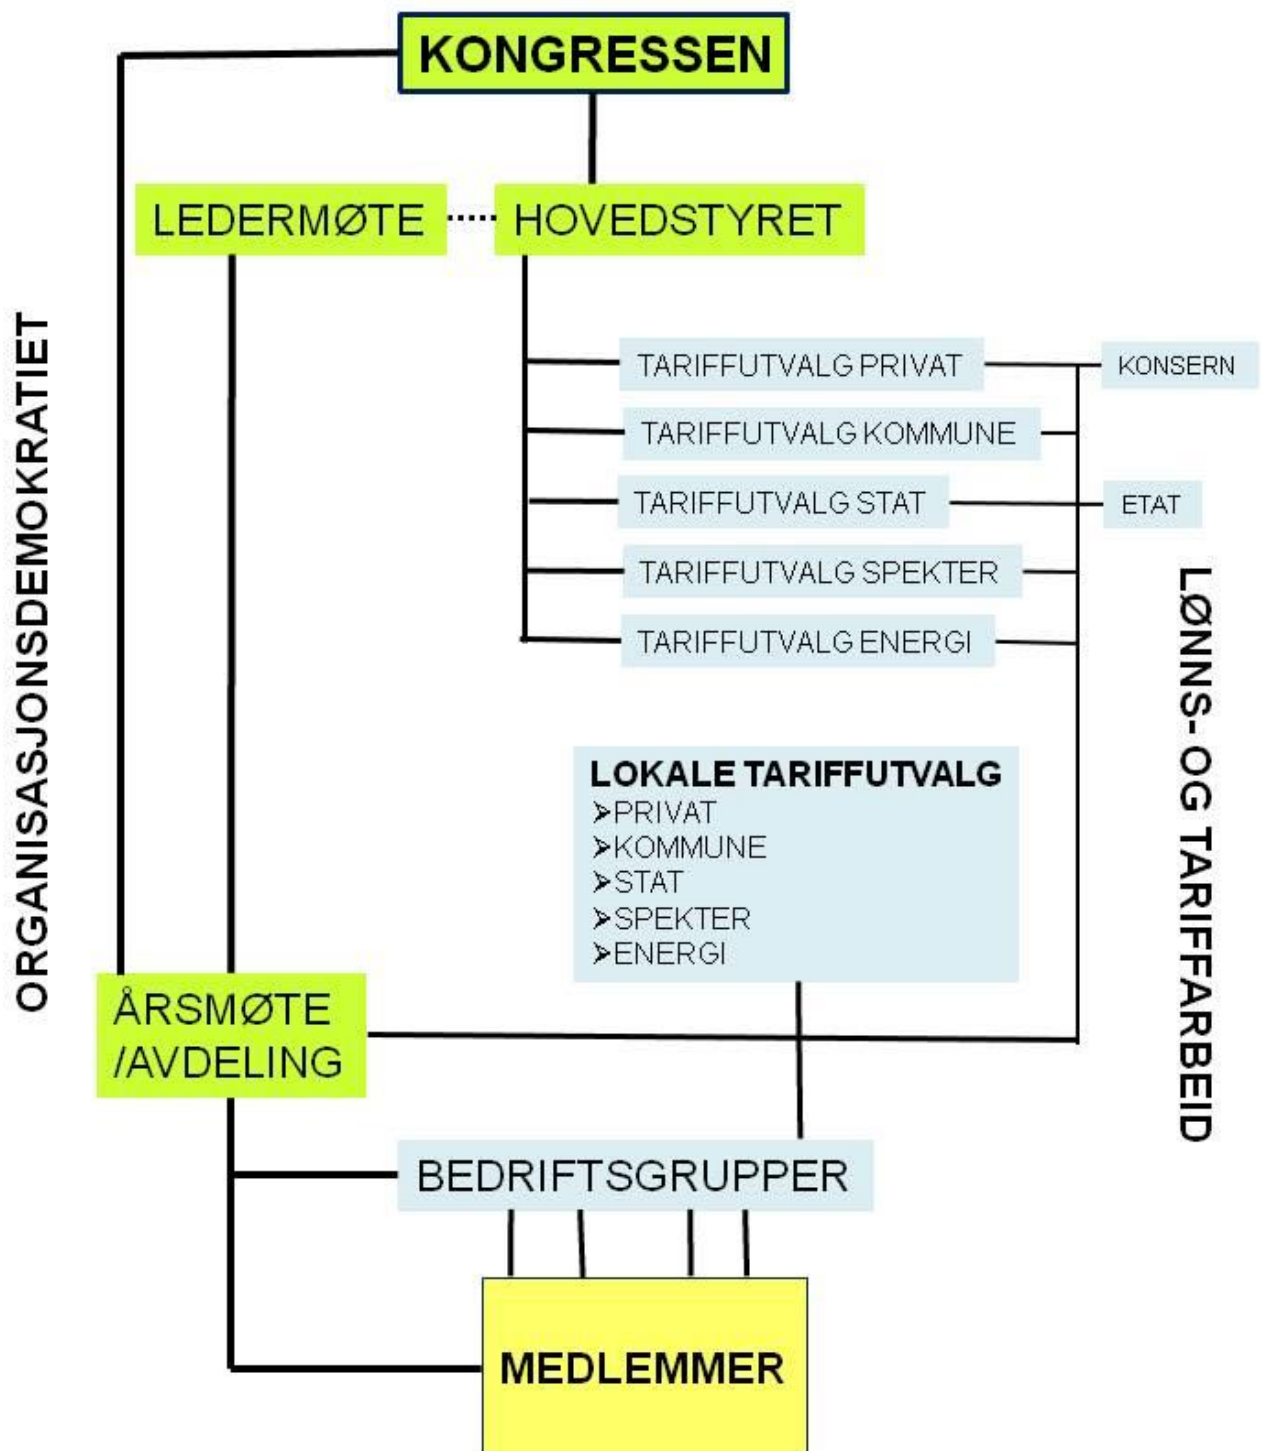 KONGRESSEN
LEDERMØTE
HOVEDSTYRET
TARIFFUTVALG PRIVAT
KONSERN
TARIFFUTVALG KOMMUNE
TARIFFUTVALG STAT
ETAT
TARIFFUTVALG SPEKTER
TARIFFUTVALG ENERGI
ORGANISASJONSDEMOKRATIET
LØNNS- OG TARIFFARBEID
LOKALE TARIFFUTVALG
➢PRIVAT
➢KOMMUNE
➢STAT
➢SPEKTER
➢ENERGI
ÅRSMØTE
/AVDELING
BEDRIFTSGRUPPER
MEDLEMMER